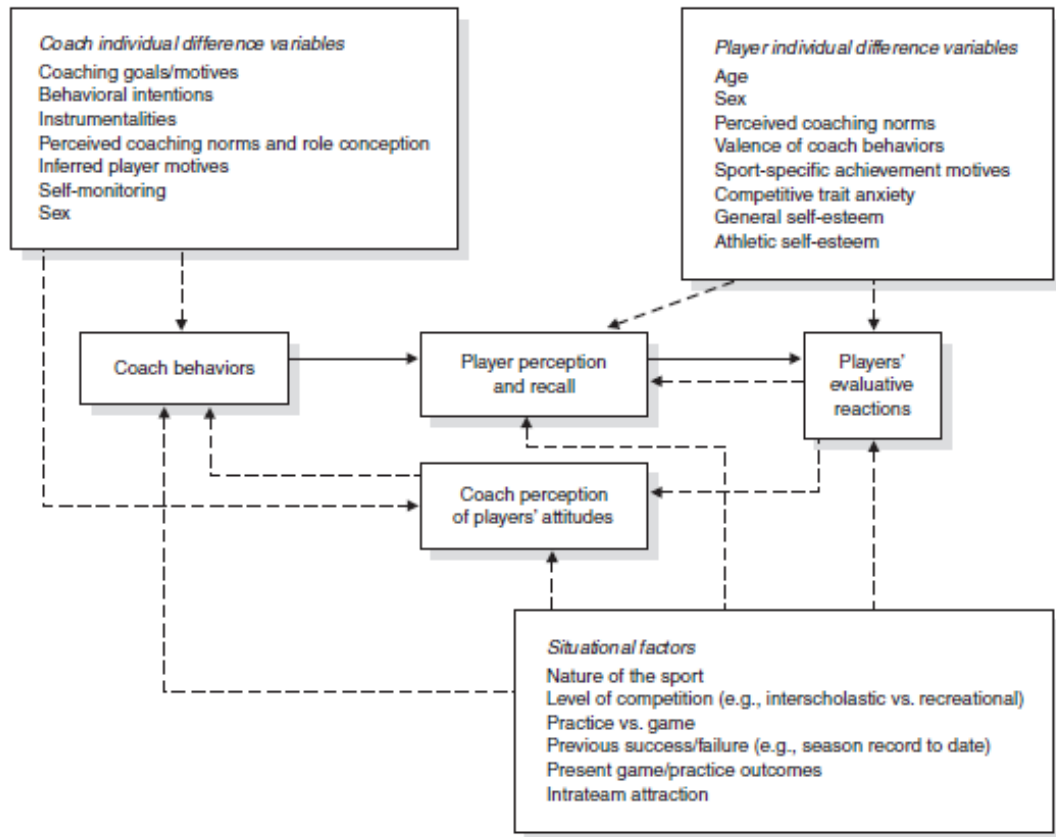 Coach individual difference variables
Coaching goals/motives
Behavioral intentions
Instrumentalities
Perceived coaching norms and role conception
Inferred player motives
Self-monitoring
Sex
Player individual difference variables
Age
Sex
Perceived coaching norms
Valence of coach behaviors
Sport-specific achievement motives
Competitive trait anxiety
General self-esteem
Athletic self-esteem
Coach behaviors
Player perception
and recall
Players'
evaluative
reactions
Coach perception
of players' attitudes
Situational factors
Nature of the sport
Level of competition (e.g., interscholastic vs. recreational)
Practice vs. game
Previous success/failure (e.g., season record to date)
Present game/practice outcomes
Intrateam attraction